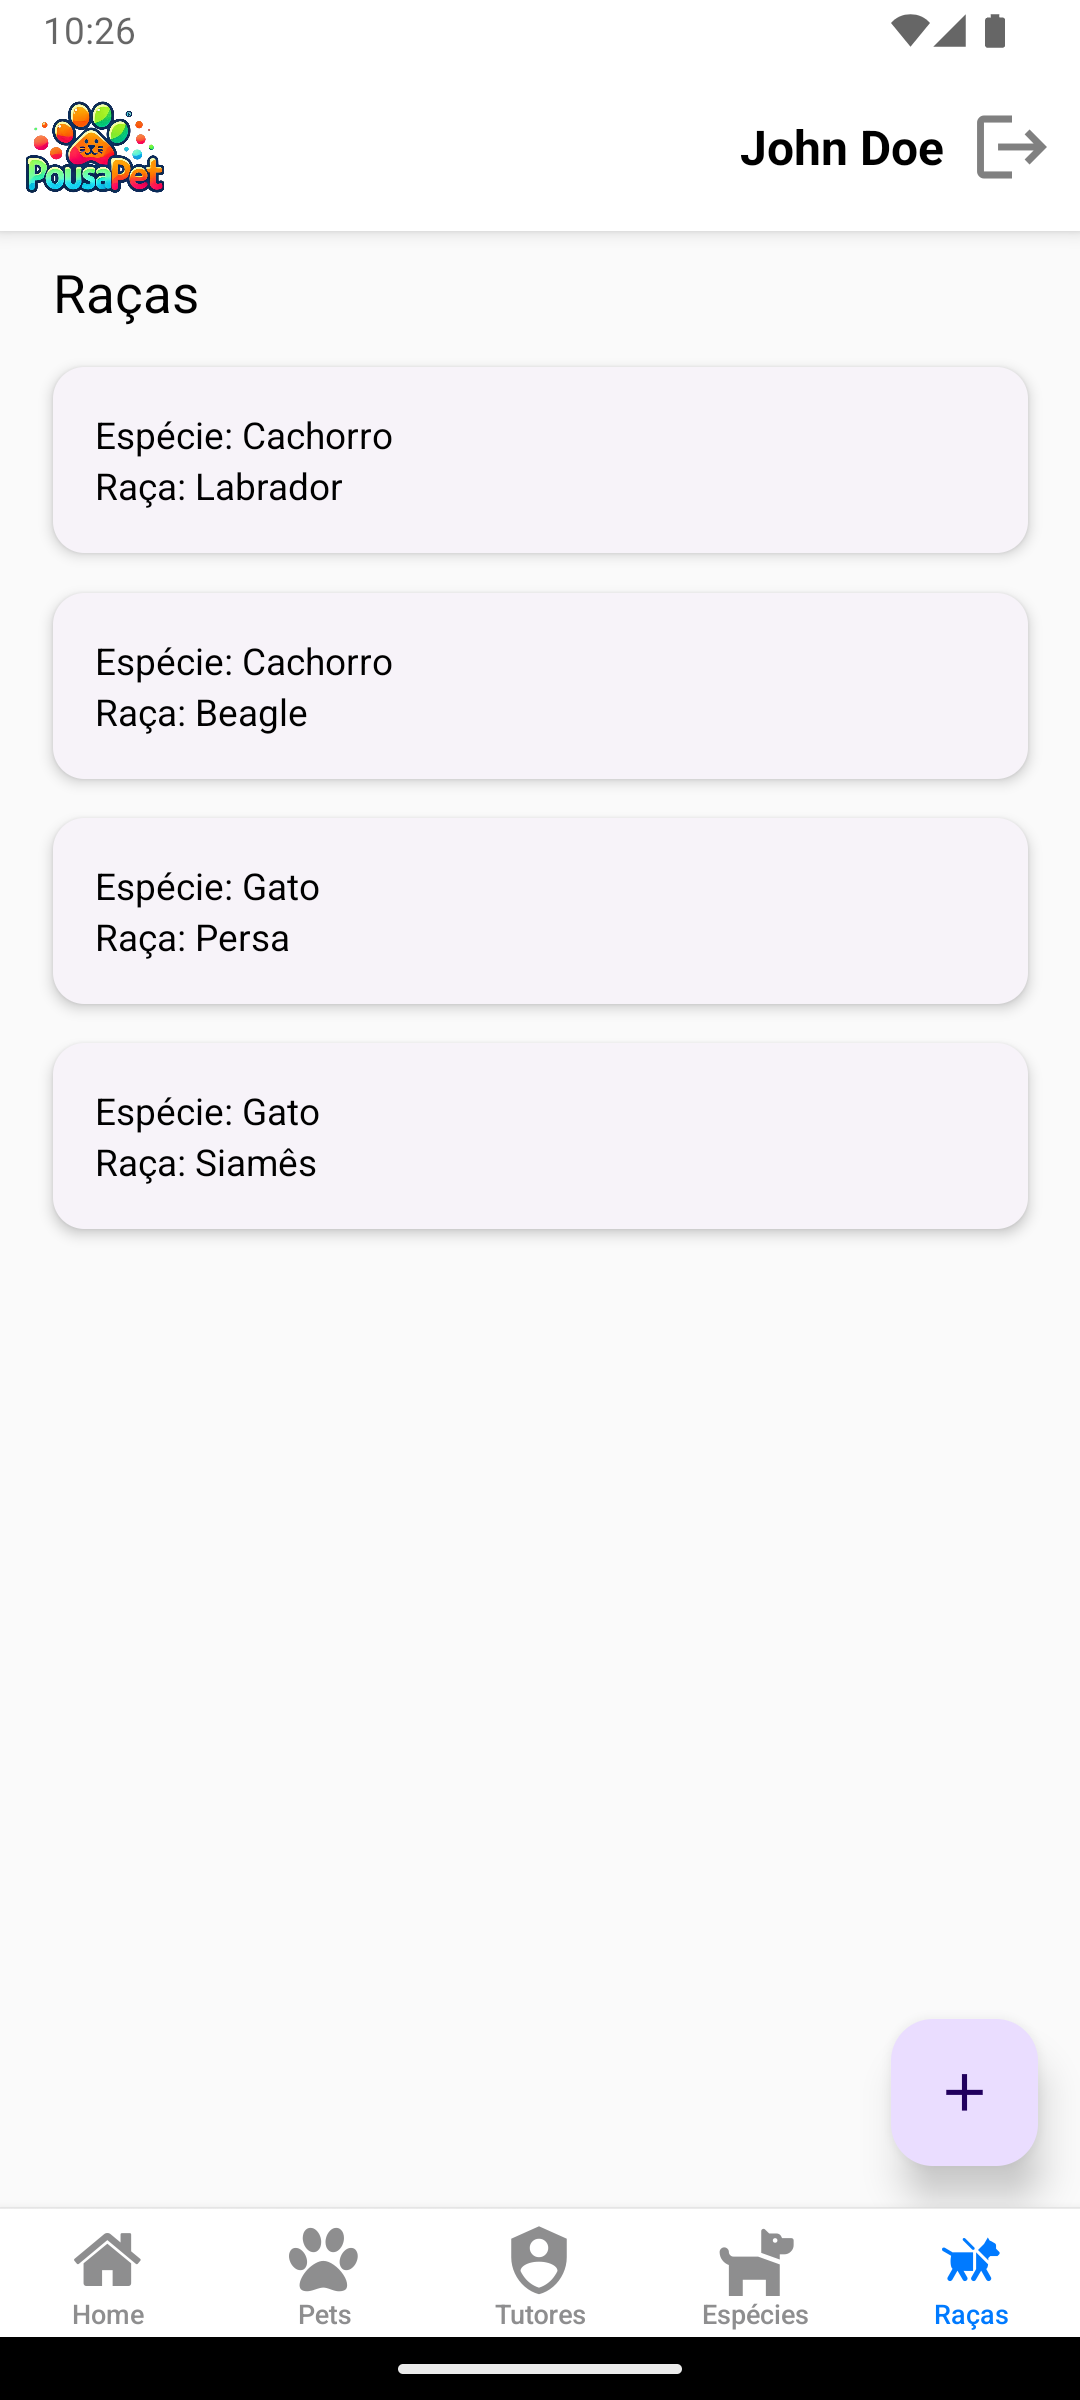 10:26
PousaPet
John Doe
Raças
Espécie: Cachorro
Raça: Labrador
Espécie: Cachorro
Raça: Beagle
Espécie: Gato
Raça: Persa
Espécie: Gato
Raça: Siamês
Home
Pets
Tutores
Espécies
Raças